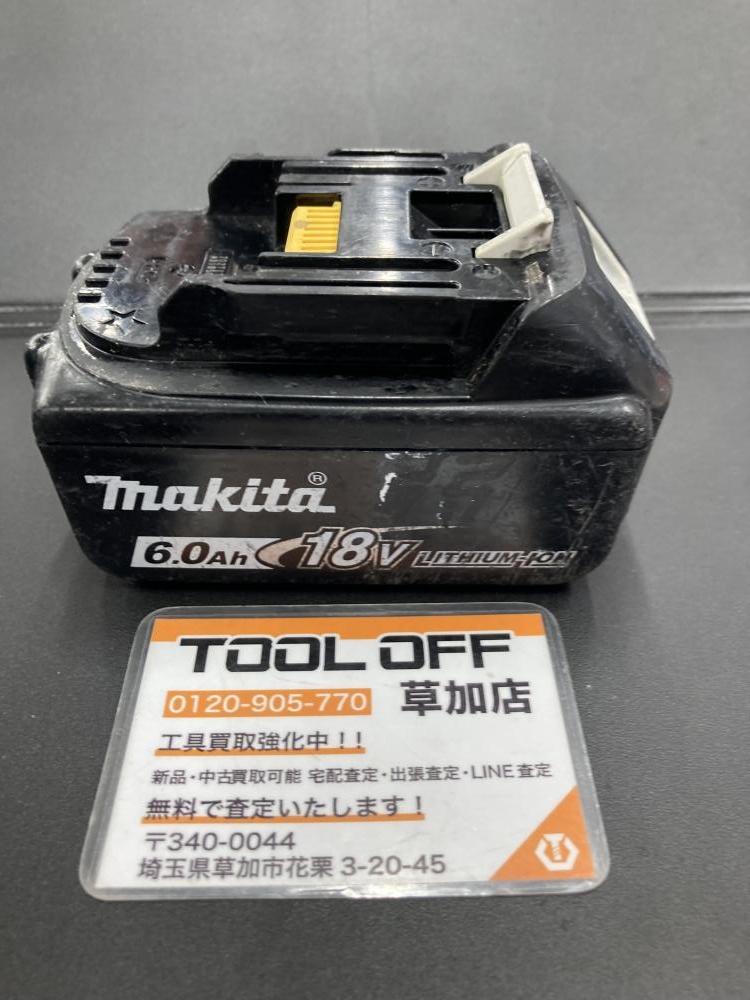 makita®
6.0Ah 18V LITHIUM-ION
TOOL OFF
0120-905-770 草加店
工具買取強化中!!
新品・中古買取可能 宅配査定・出張査定・LINE査定
無料で査定いたします!
〒340-0044
埼玉県草加市花栗 3-20-45